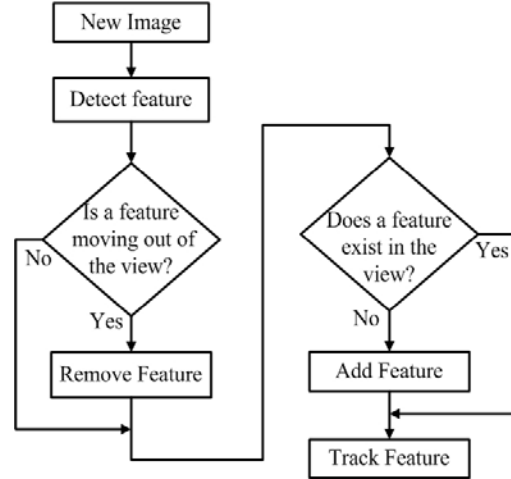 New Image
Detect feature
Is a feature
moving out of
the view?
No
Yes
Remove Feature
Does a feature
exist in the
view?
Yes
No
Add Feature
Track Feature